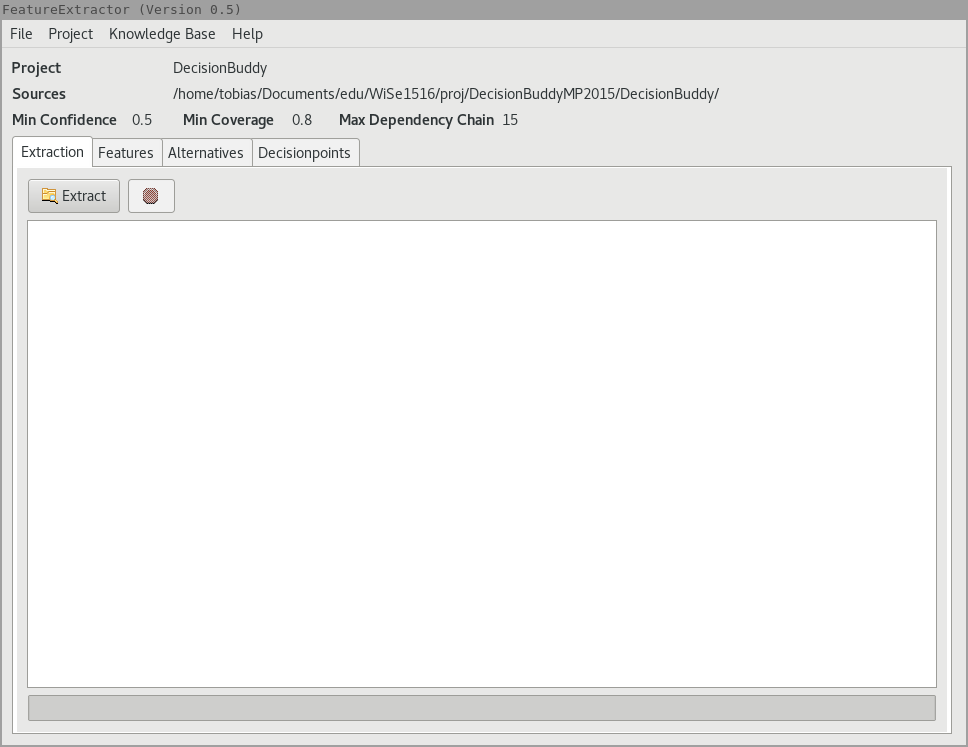 FeatureExtractor (Version 0.5)
File Project Knowledge Base Help
Project DecisionBuddy
Sources /home/tobias/Documents/edu/WiSe1516/proj/DecisionBuddyMP2015/DecisionBuddy/
Min Confidence 0.5 Min Coverage 0.8 Max Dependency Chain 15
Extraction Features Alternatives Decisionpoints
Extract